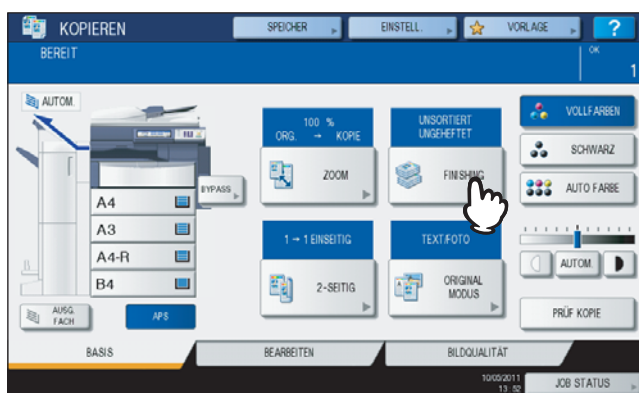 KOPIEREN
SPEICHER
EINSTELL.
VORLAGE
?
BEREIT
OK
1
AUTOM.
100 %
ORG. → KOPIE
UNSORTIERT
UNGEHEFTET
VOLLFARBEN
ZOOM
FINISHING
SCHWARZ
BYPASS
AUTO FARBE
A4
A3
1 → 1 EINSEITIG
TEXT/FOTO
A4-R
AUTOM.
B4
2-SEITIG
ORIGINAL
MODUS
AUSG.
FACH
APS
PRÜF KOPIE
BASIS
BEARBEITEN
BILDQUALITÄT
10/05/2011
13 : 52
JOB STATUS